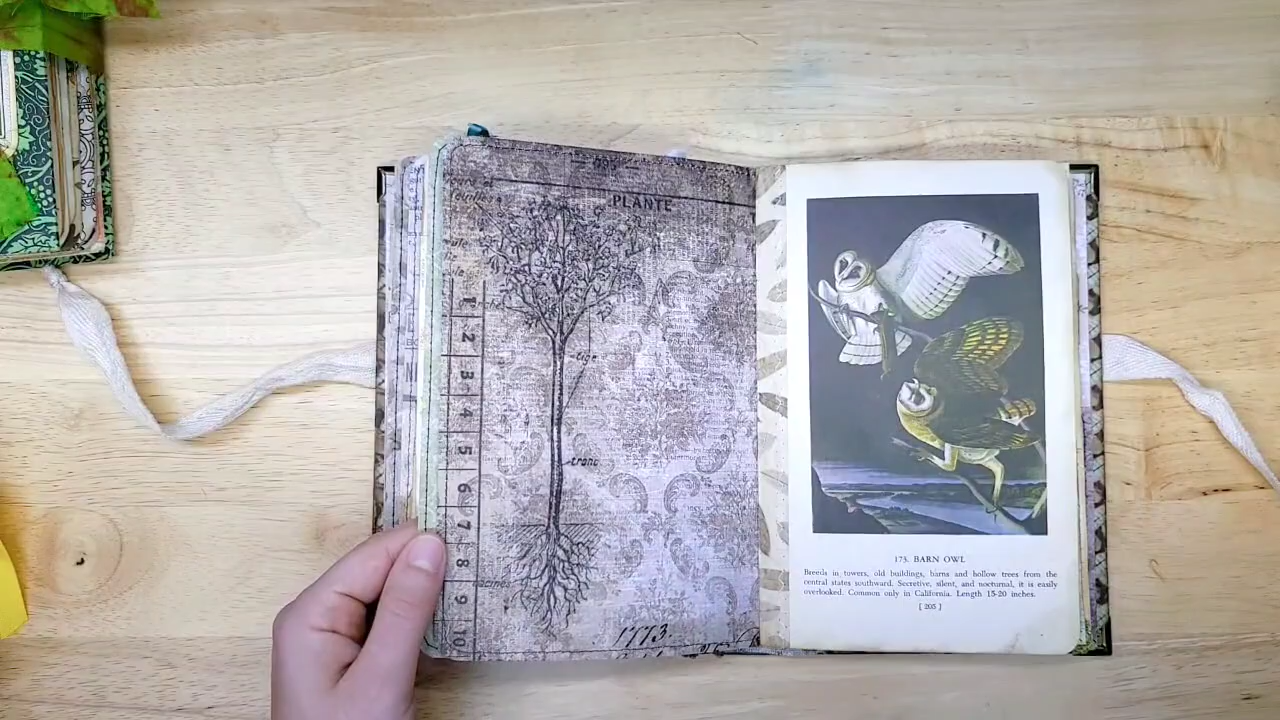 PLANTE
1
2
3
tige
4
5
tronc
6
7
8
9
10
1773.
173. BARN OWL
Breeds in towers, old buildings, barns and hollow trees from the
central states southward. Secretive, silent, and nocturnal, it is easily
overlooked. Common only in California. Length 15-20 inches.
[ 205 ]